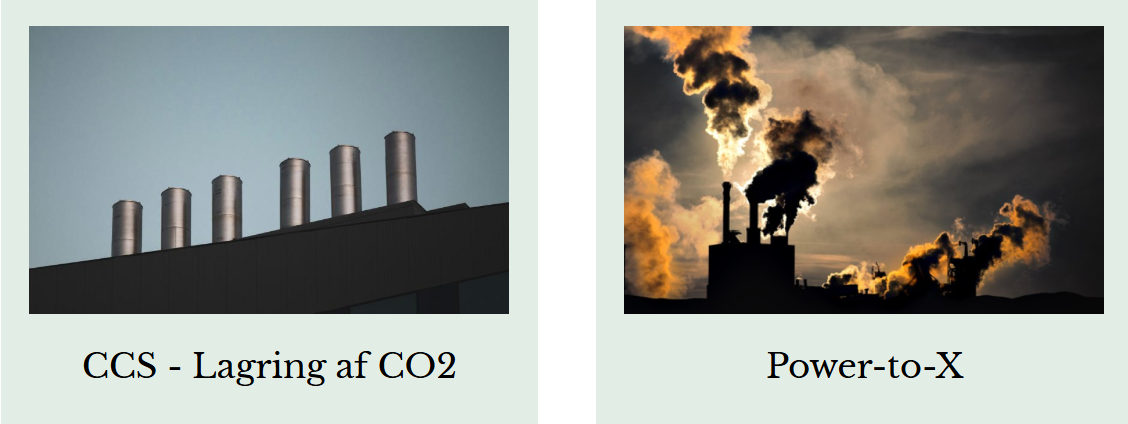 CCS - Lagring af CO2
Power-to-X